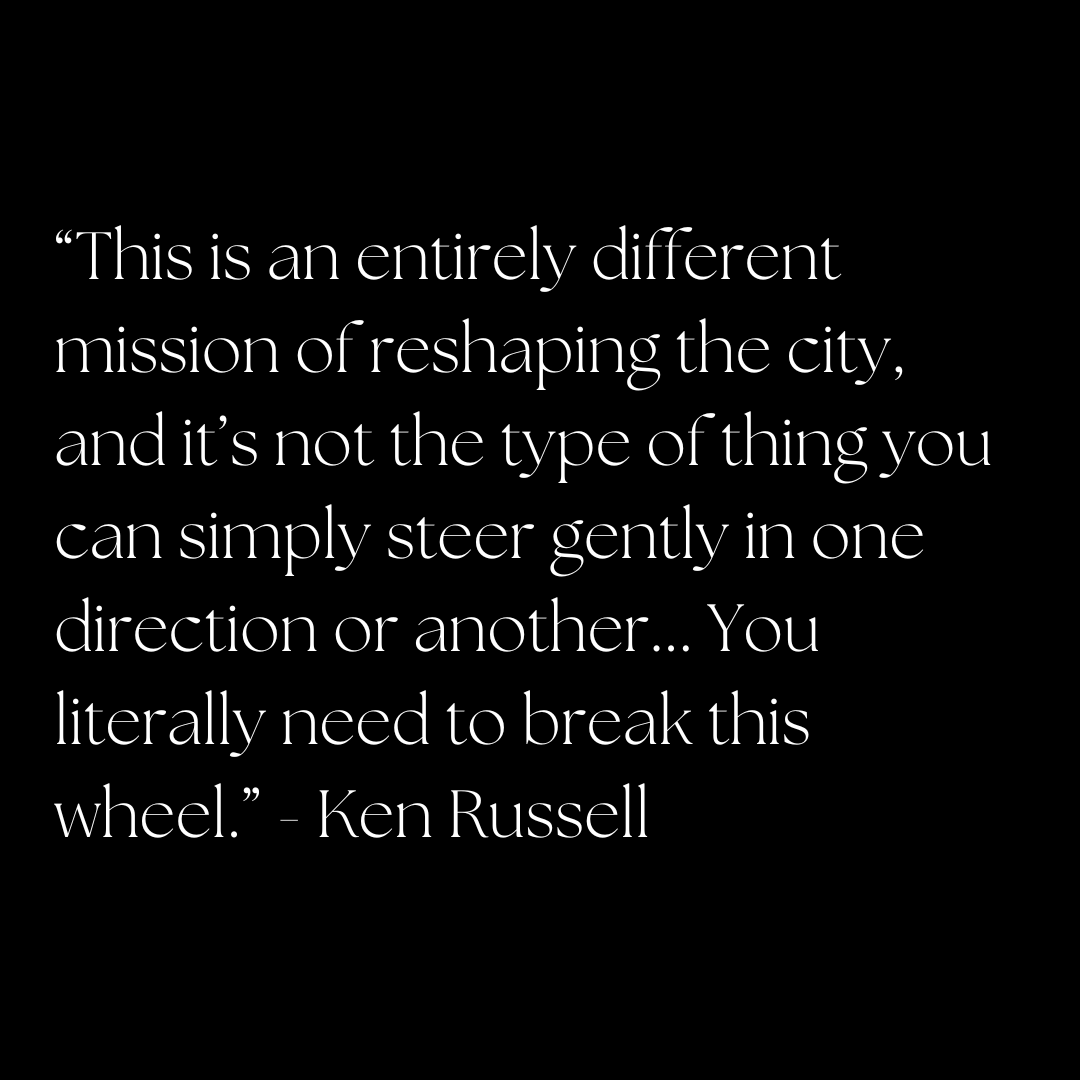 “This is an entirely different
mission of reshaping the city,
and it’s not the type of thing you
can simply steer gently in one
direction or another... You
literally need to break this
wheel.” - Ken Russell